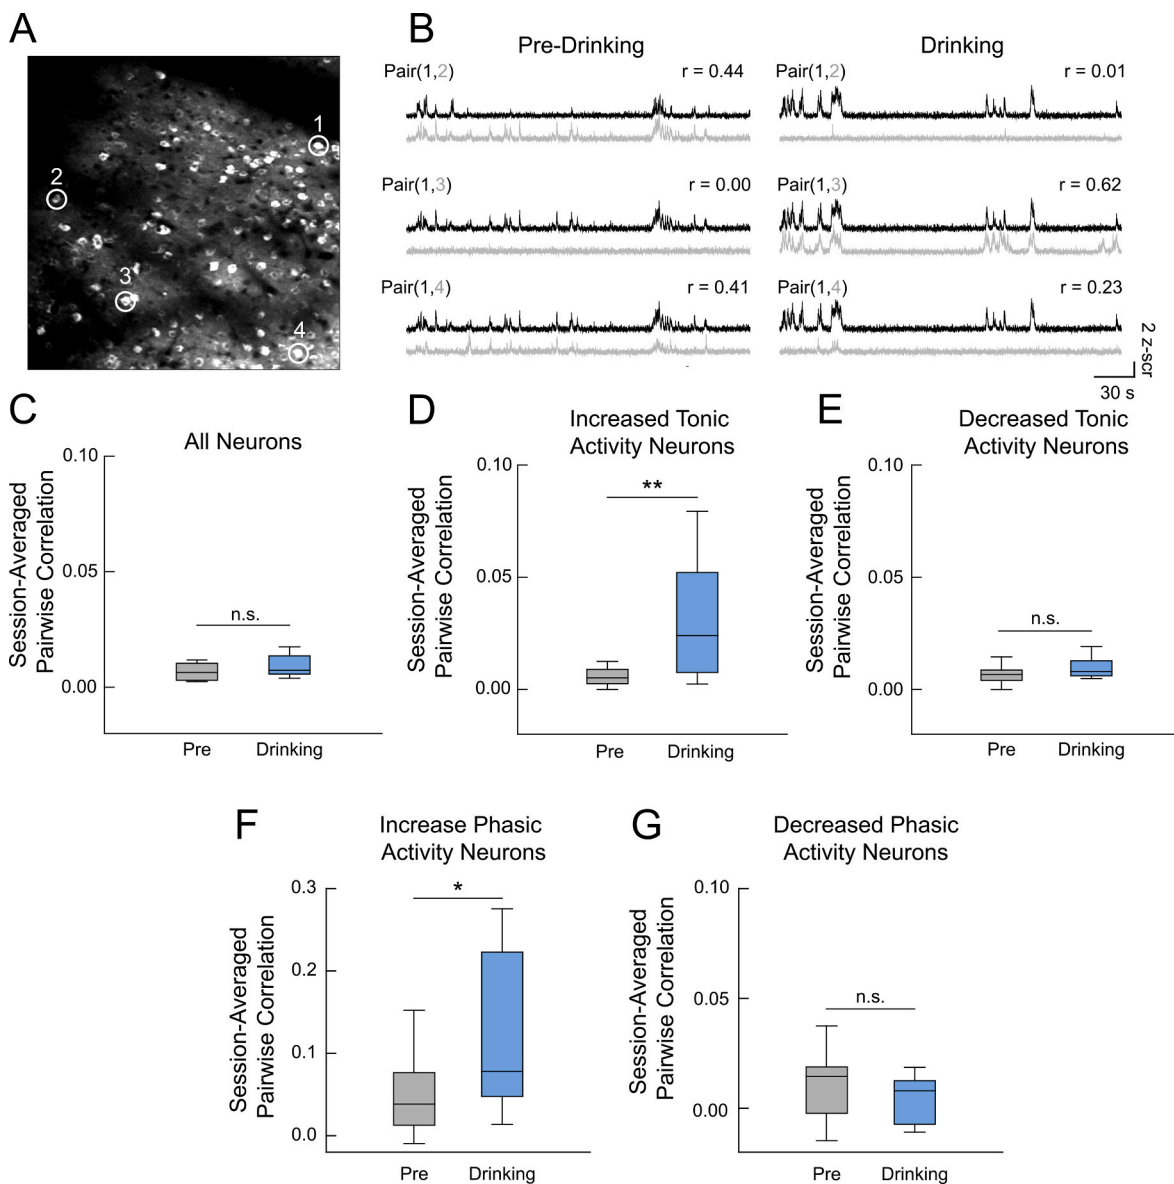 A
1
2
3
4
B
Pre-Drinking
Drinking
Pair(1,2)
r = 0.44
Pair(1,2)
r = 0.01
Pair(1,3)
r = 0.00
Pair(1,3)
r = 0.62
Pair(1,4)
r = 0.41
Pair(1,4)
r = 0.23
2 z-scr
30 s
C
All Neurons
Session-Averaged
Pairwise Correlation
0.10
0.05
0.00
n.s.
Pre
Drinking
D
Increased Tonic
Activity Neurons
Session-Averaged
Pairwise Correlation
0.10
0.05
0.00
**
Pre
Drinking
E
Decreased Tonic
Activity Neurons
Session-Averaged
Pairwise Correlation
0.10
0.05
0.00
n.s.
Pre
Drinking
F
Increase Phasic
Activity Neurons
Session-Averaged
Pairwise Correlation
0.3
0.2
0.1
0.0
*
Pre
Drinking
G
Decreased Phasic
Activity Neurons
Session-Averaged
Pairwise Correlation
0.10
0.05
0.00
n.s.
Pre
Drinking